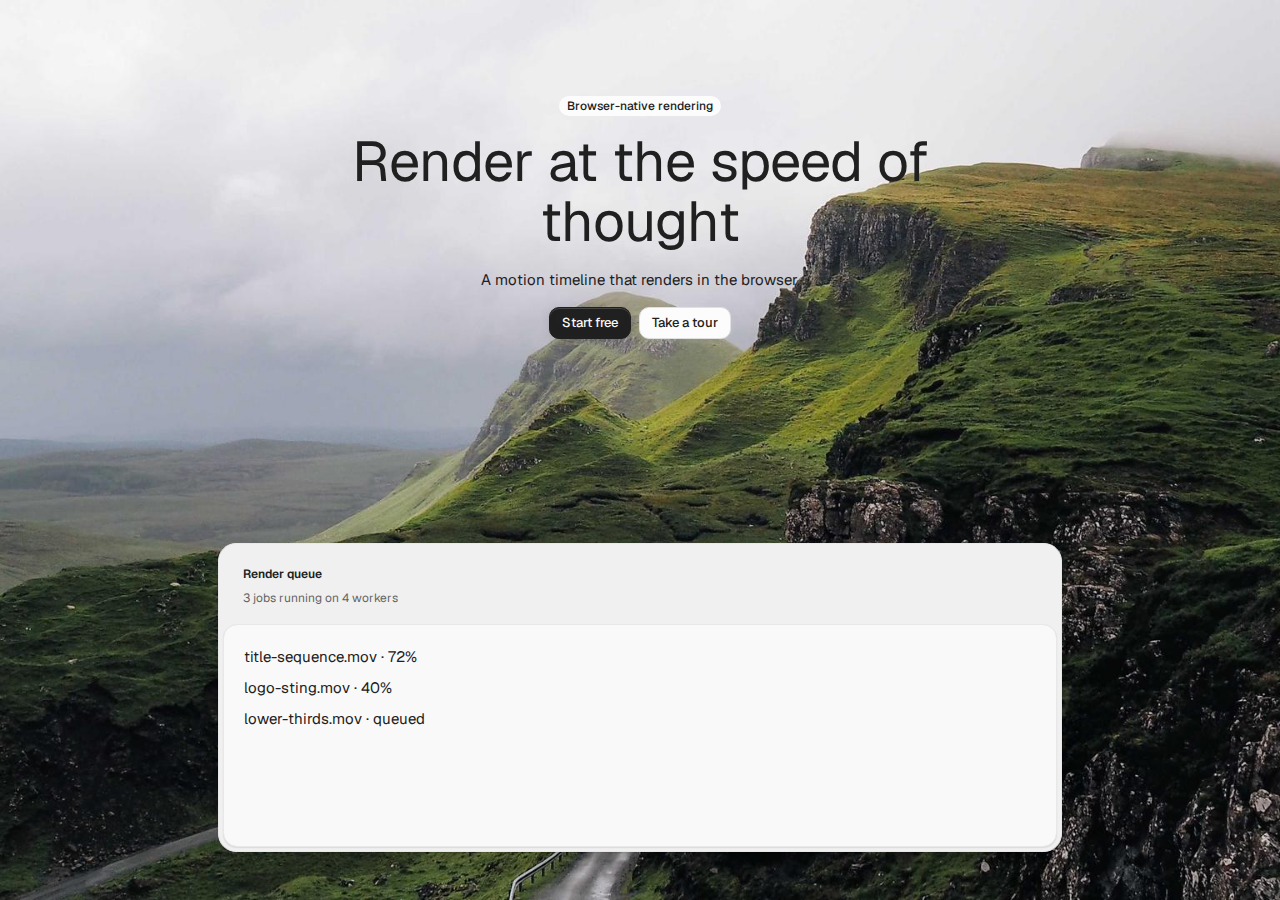 Browser-native rendering
Render at the speed of
thought
A motion timeline that renders in the browser.
Start free
Take a tour
Render queue
3 jobs running on 4 workers
title-sequence.mov · 72%
logo-sting.mov · 40%
lower-thirds.mov · queued